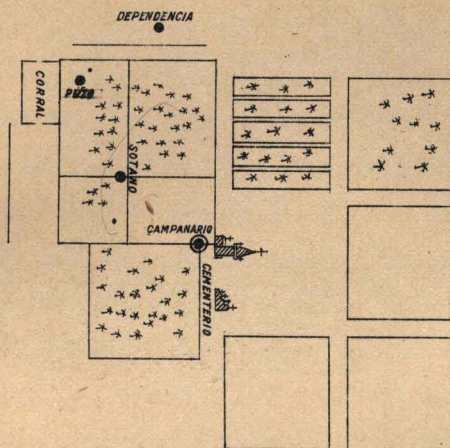 DEPENDENCIA
CORRAL
POZO
SOTANO
CAMPANARIO
CEMENTERIO